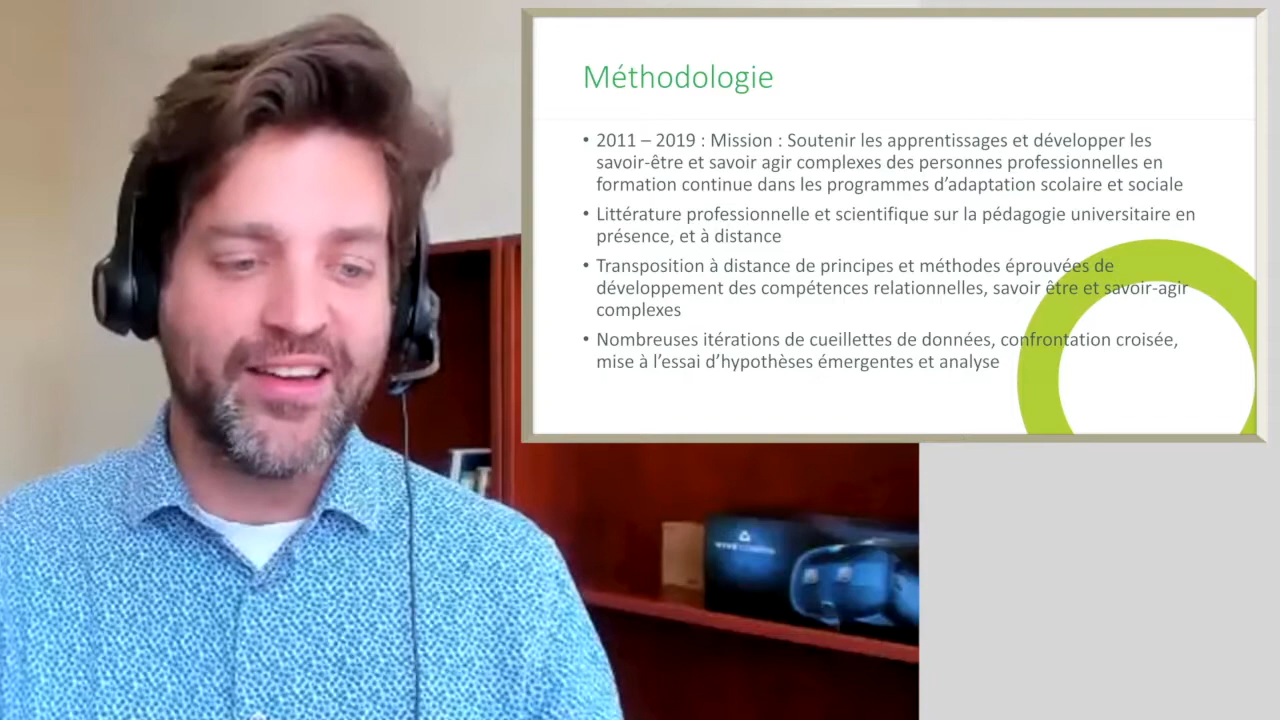 Méthodologie
• 2011 – 2019 : Mission : Soutenir les apprentissages et développer les
savoir-être et savoir agir complexes des personnes professionnelles en
formation continue dans les programmes d’adaptation scolaire et sociale
• Littérature professionnelle et scientifique sur la pédagogie universitaire en
présence, et à distance
• Transposition à distance de principes et méthodes éprouvées de
développement des compétences relationnelles, savoir être et savoir-agir
complexes
• Nombreuses itérations de cueillettes de données, confrontation croisée,
mise à l’essai d’hypothèses émergentes et analyse